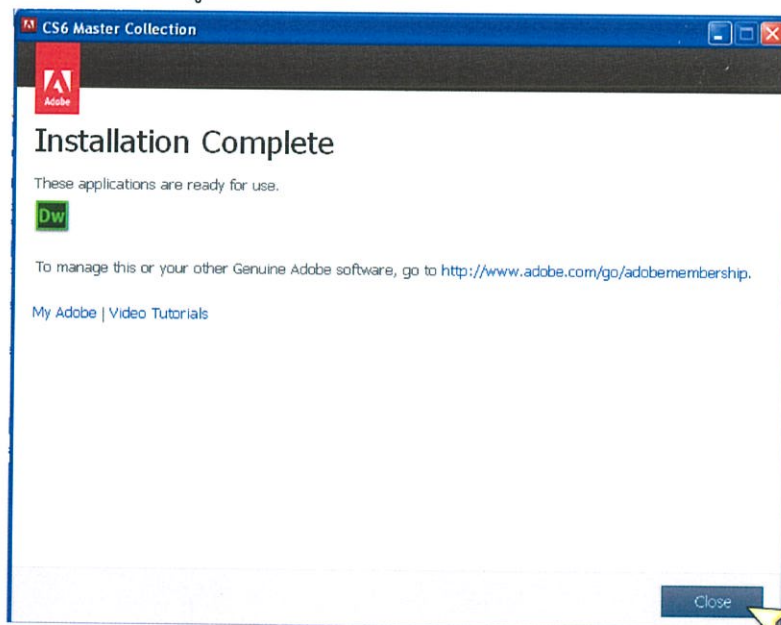 CS6 Master Collection
Adobe
Installation Complete
These applications are ready for use.
Dw
To manage this or your other Genuine Adobe software, go to http://www.adobe.com/go/adobemembership.
My Adobe | Video Tutorials
Close